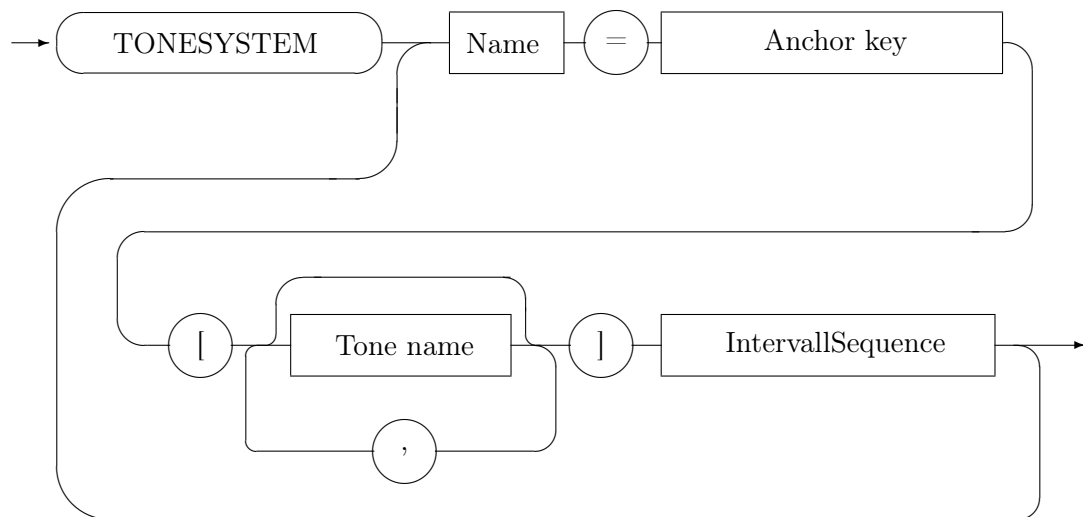 TONESYSTEM Name = Anchor key
[ Tone name ] IntervallSequence
,